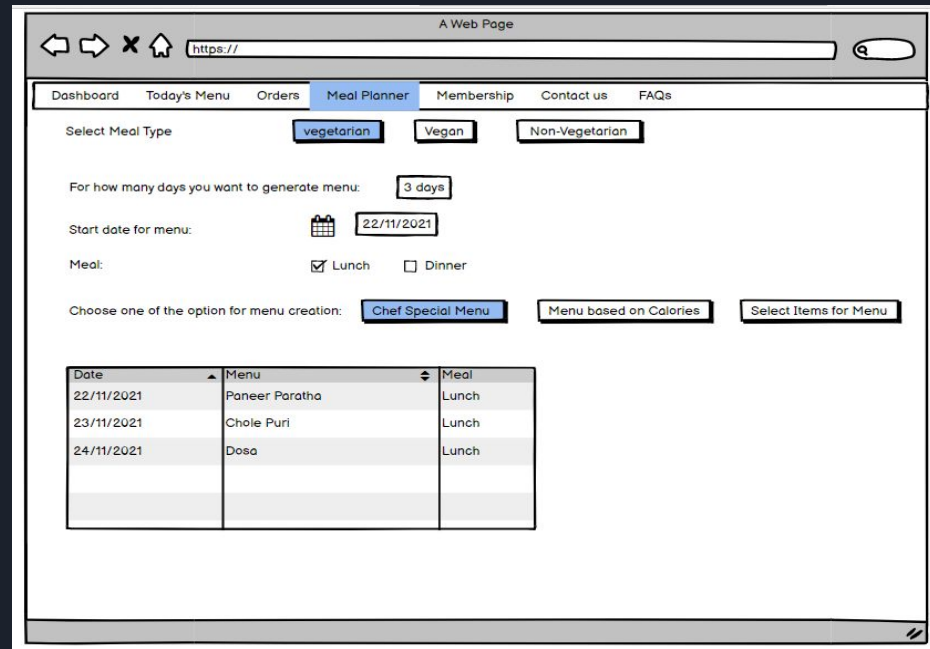 A Web Page
https://
Dashboard Today's Menu Orders Meal Planner Membership Contact us FAQs
Select Meal Type vegetarian Vegan Non-Vegetarian
For how many days you want to generate menu: 3 days
Start date for menu: 22/11/2021
Meal: Lunch Dinner
Choose one of the option for menu creation: Chef Special Menu Menu based on Calories Select Items for Menu
Date Menu Meal
22/11/2021 Paneer Paratha Lunch
23/11/2021 Chole Puri Lunch
24/11/2021 Dosa Lunch